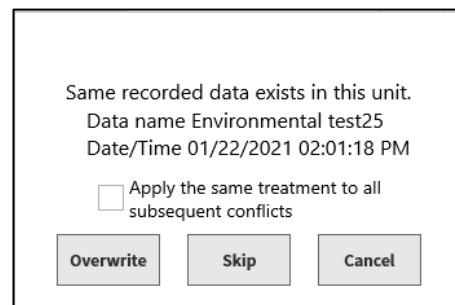 Same recorded data exists in this unit.
Data name Environmental test25
Date/Time 01/22/2021 02:01:18 PM
Apply the same treatment to all
subsequent conflicts
Overwrite Skip Cancel